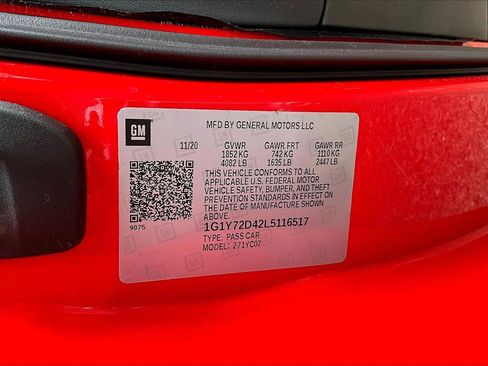 GM
MFD BY GENERAL MOTORS LLC
11/20 GVWR GAWR FRT GAWR RR
1852 KG 742 KG 1110 KG
4082 LB 1635 LB 2447 LB
THIS VEHICLE CONFORMS TO ALL
APPLICABLE U.S. FEDERAL MOTOR
VEHICLE SAFETY, BUMPER, AND THEFT
PREVENTION STANDARDS IN EFFECT ON
THE DATE OF MANUFACTURE SHOWN
ABOVE.
9075
1G1Y72D42L5116517
TYPE: PASS CAR
MODEL: 271YC07